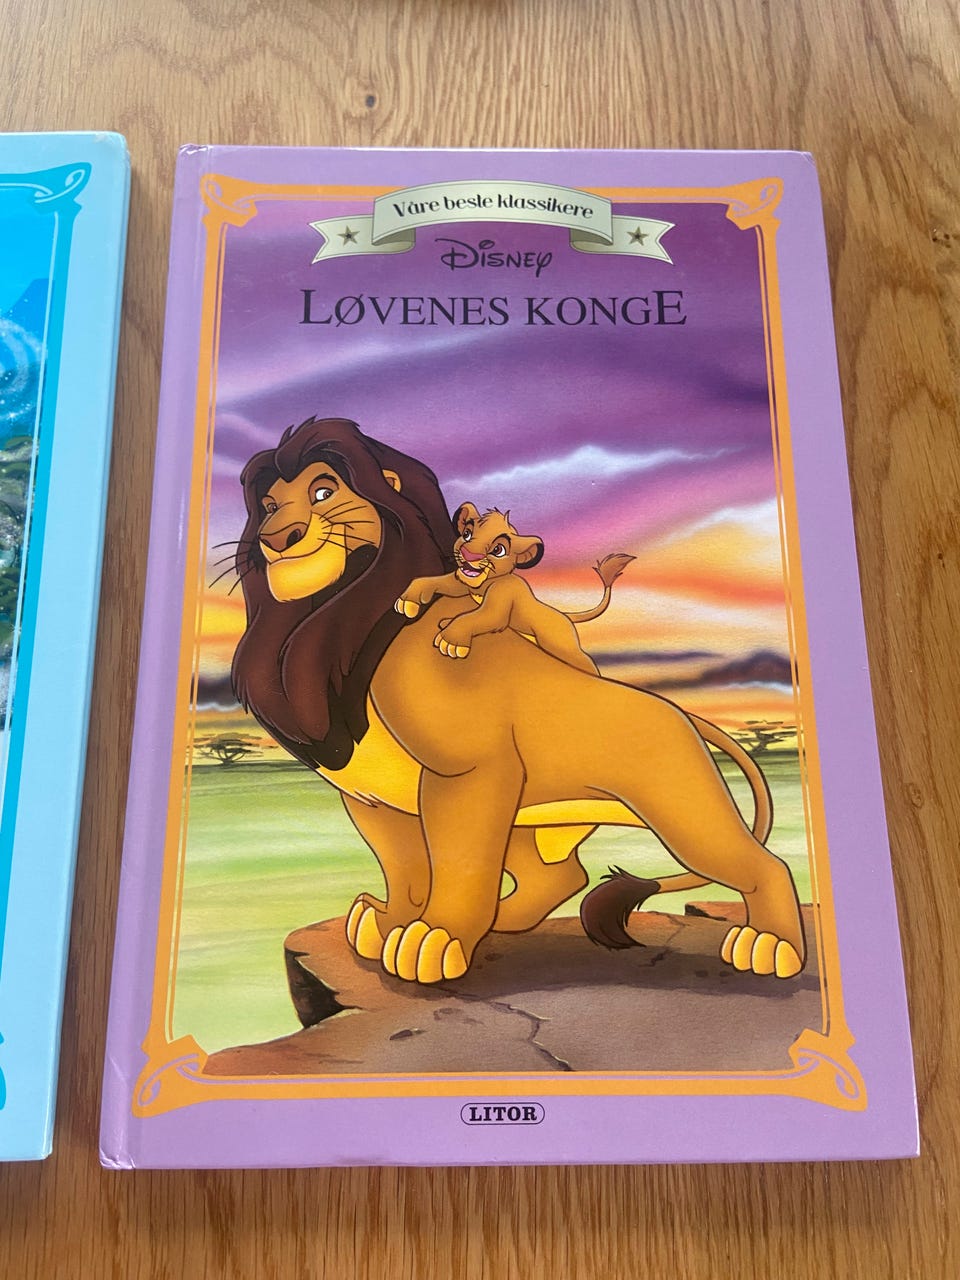 Våre beste klassikere
Disney
LØVENES KONGE
LITOR